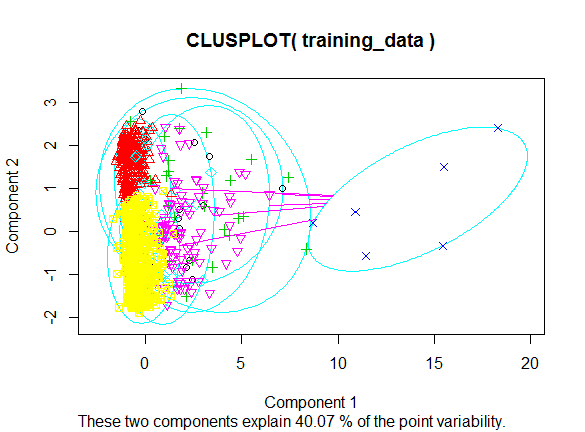 CLUSPLOT( training_data )
3
2
1
0
-1
-2
Component 2
0 5 10 15 20
Component 1
These two components explain 40.07 % of the point variability.